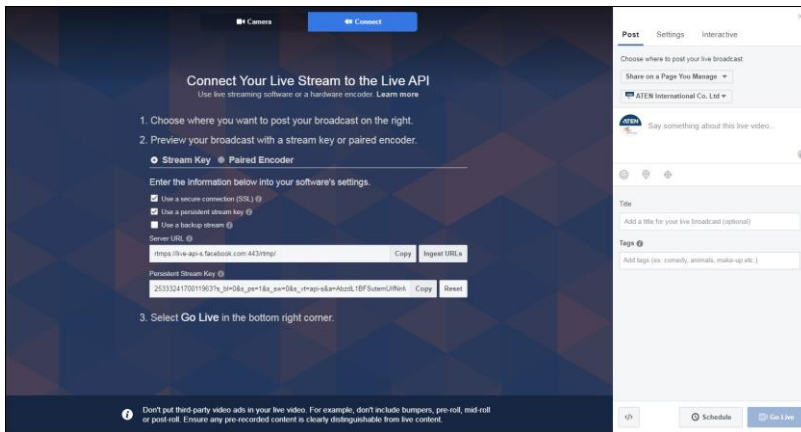 Camera
Connect
Connect Your Live Stream to the Live API
Use live streaming software or a hardware encoder. Learn more
1. Choose where you want to post your broadcast on the right.
2. Preview your broadcast with a stream key or paired encoder.
Stream Key Paired Encoder
Enter the information below into your software's settings.
Use a secure connection (SSL)
Use a persistent stream key
Use a backup stream
Server URL
rtmps://live-api-s.facebook.com:443/rtmp/ Copy Ingest URLs
Persistent Stream Key
Copy Reset
3. Select Go Live in the bottom right corner.
Don't put third-party video ads in your live video. For example, don't include bumpers, pre-roll, mid-roll
or post-roll. Ensure any pre-recorded content is clearly distinguishable from live content.
Post Settings Interactive
Choose where to post your live broadcast
Share on a Page You Manage
ATEN International Co. Ltd
ATEN
Say something about this live video...
Title
Add a title for your live broadcast (optional)
Tags
Add tags (ex: comedy, animals, make-up etc.)
</> Schedule Go Live